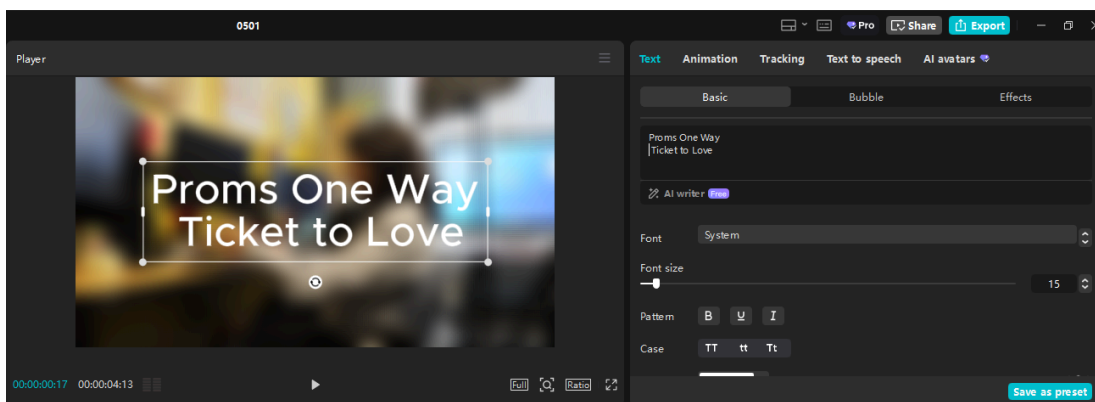 0501
Pro
Share
Export
Player
Proms One Way
Ticket to Love
00:00:00:17 00:00:04:13
Full
Ratio
Text Animation Tracking Text to speech AI avatars
Basic Bubble Effects
Proms One Way
Ticket to Love
AI writer Free
Font System
Font size
15
Pattern B U I
Case TT tt Tt
Save as preset